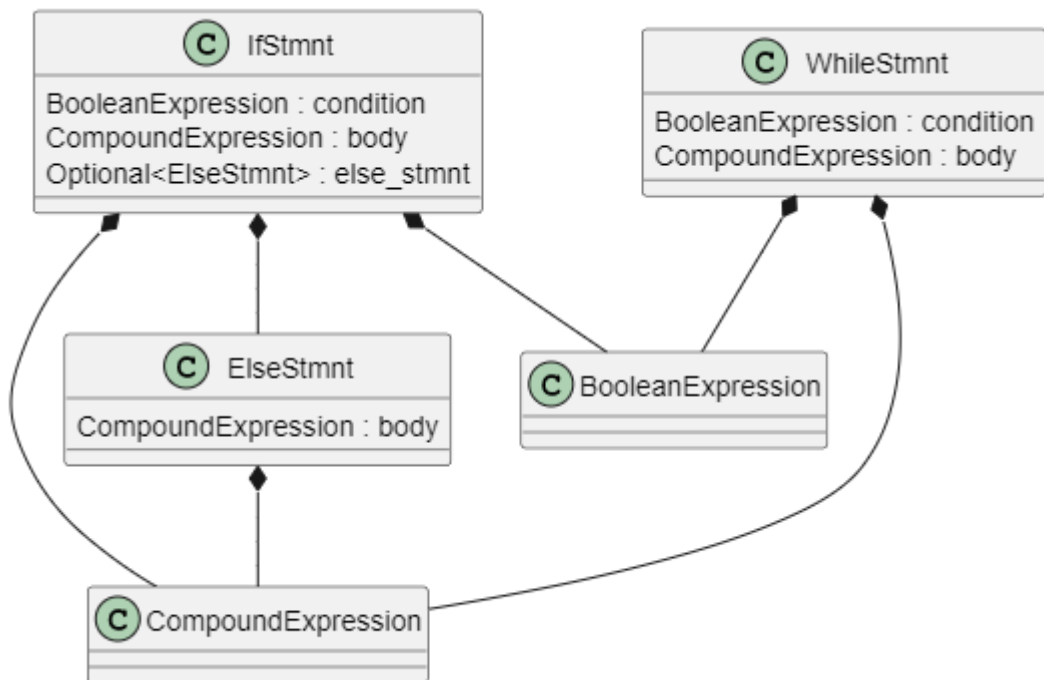 C IfStmnt
BooleanExpression : condition
CompoundExpression : body
Optional<ElseStmnt> : else_stmnt
C WhileStmnt
BooleanExpression : condition
CompoundExpression : body
C ElseStmnt
CompoundExpression : body
C BooleanExpression
C CompoundExpression